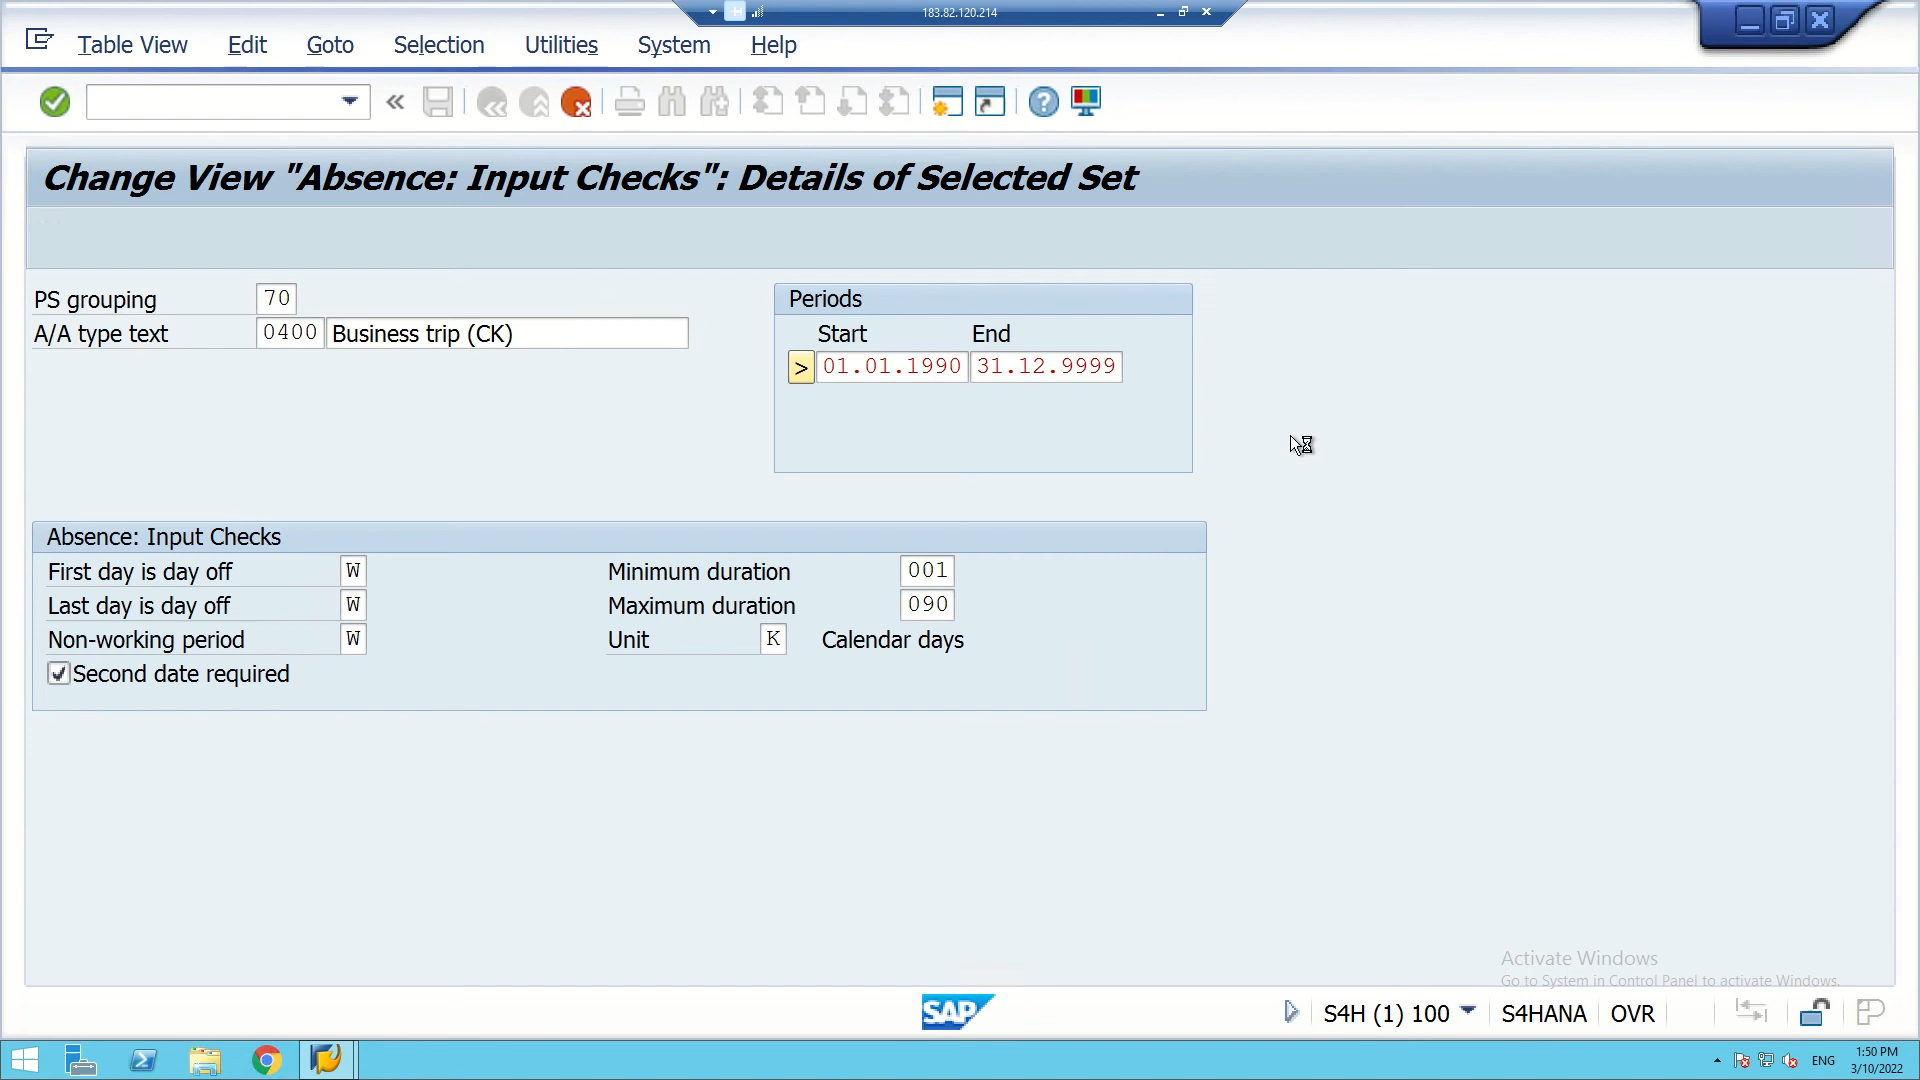 183.82.120.214
Table View Edit Goto Selection Utilities System Help
Change View "Absence: Input Checks": Details of Selected Set
PS grouping 70
A/A type text 0400 Business trip (CK)
Periods
Start End
> 01.01.1990 31.12.9999
Absence: Input Checks
First day is day off W Minimum duration 001
Last day is day off W Maximum duration 090
Non-working period W Unit K Calendar days
Second date required
Activate Windows
Go to System in Control Panel to activate Windows.
SAP S4H (1) 100 S4HANA OVR
ENG 1:50 PM
3/10/2022